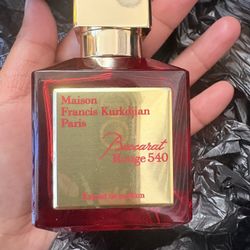 Maison
Francis Kurkdjian
Paris
Baccarat
Rouge 540
Extrait de parfum